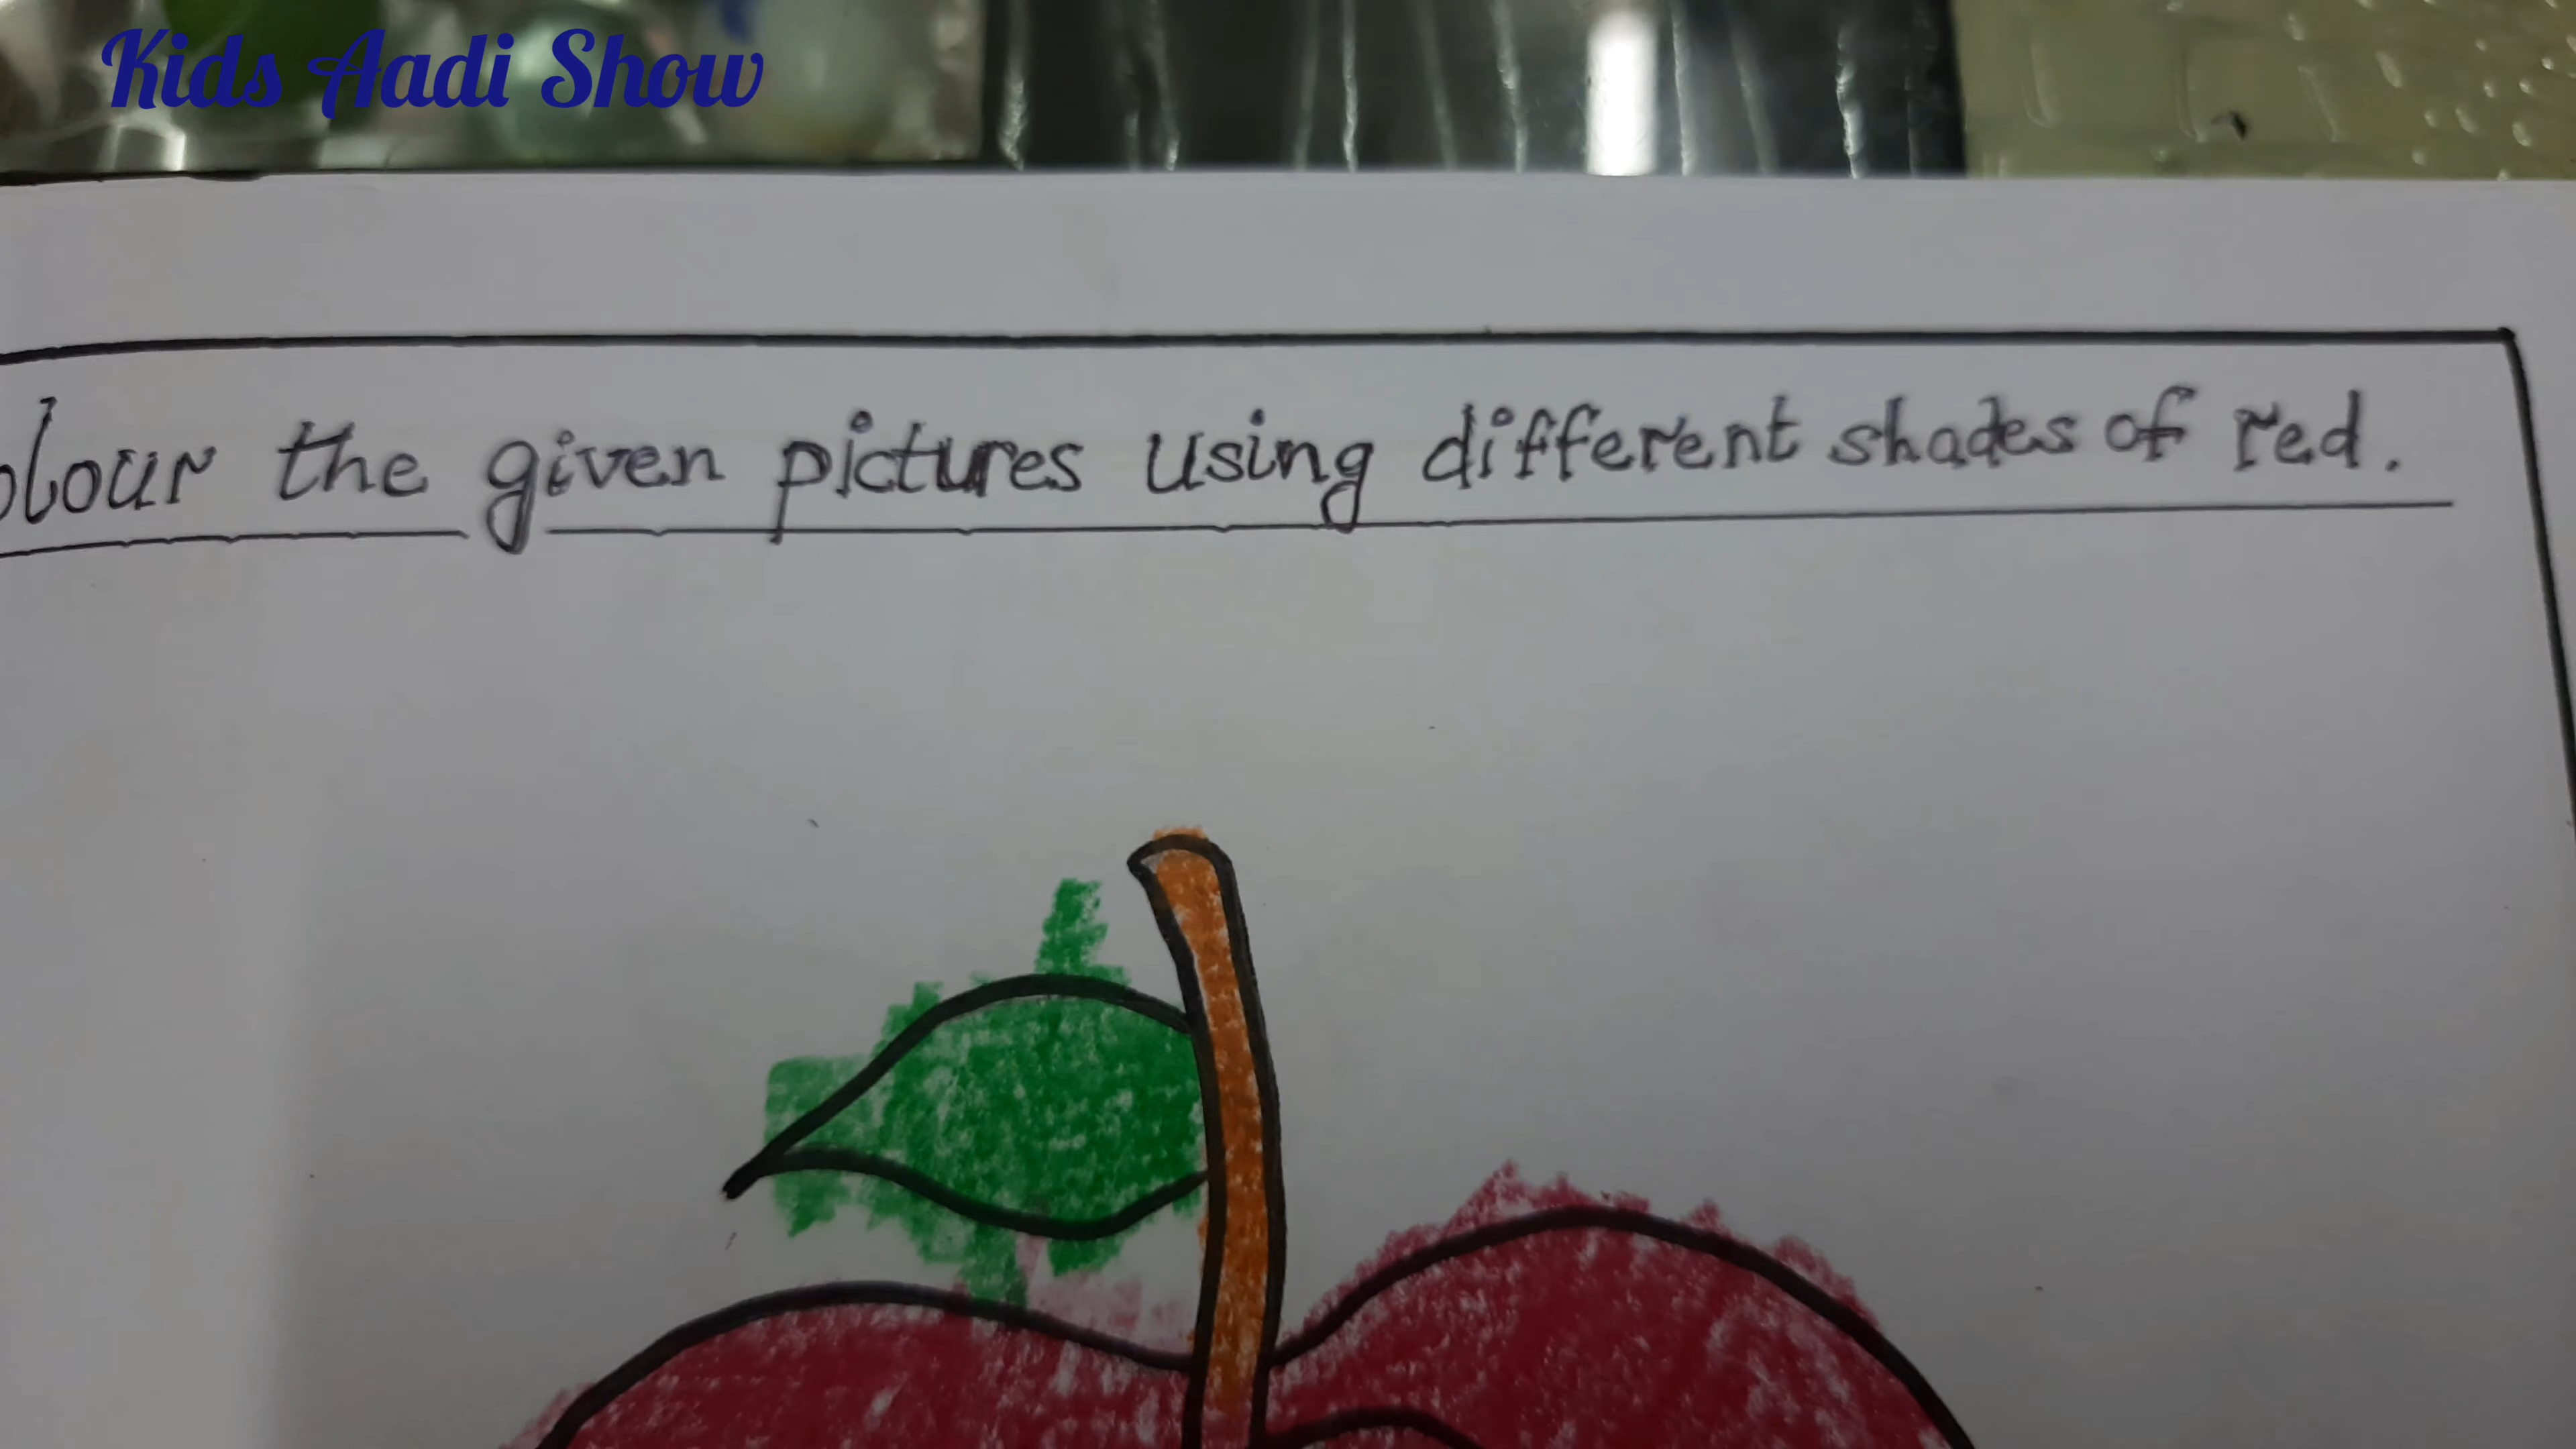 Kids Aadi Show
olour the given pictures using different shades of red.